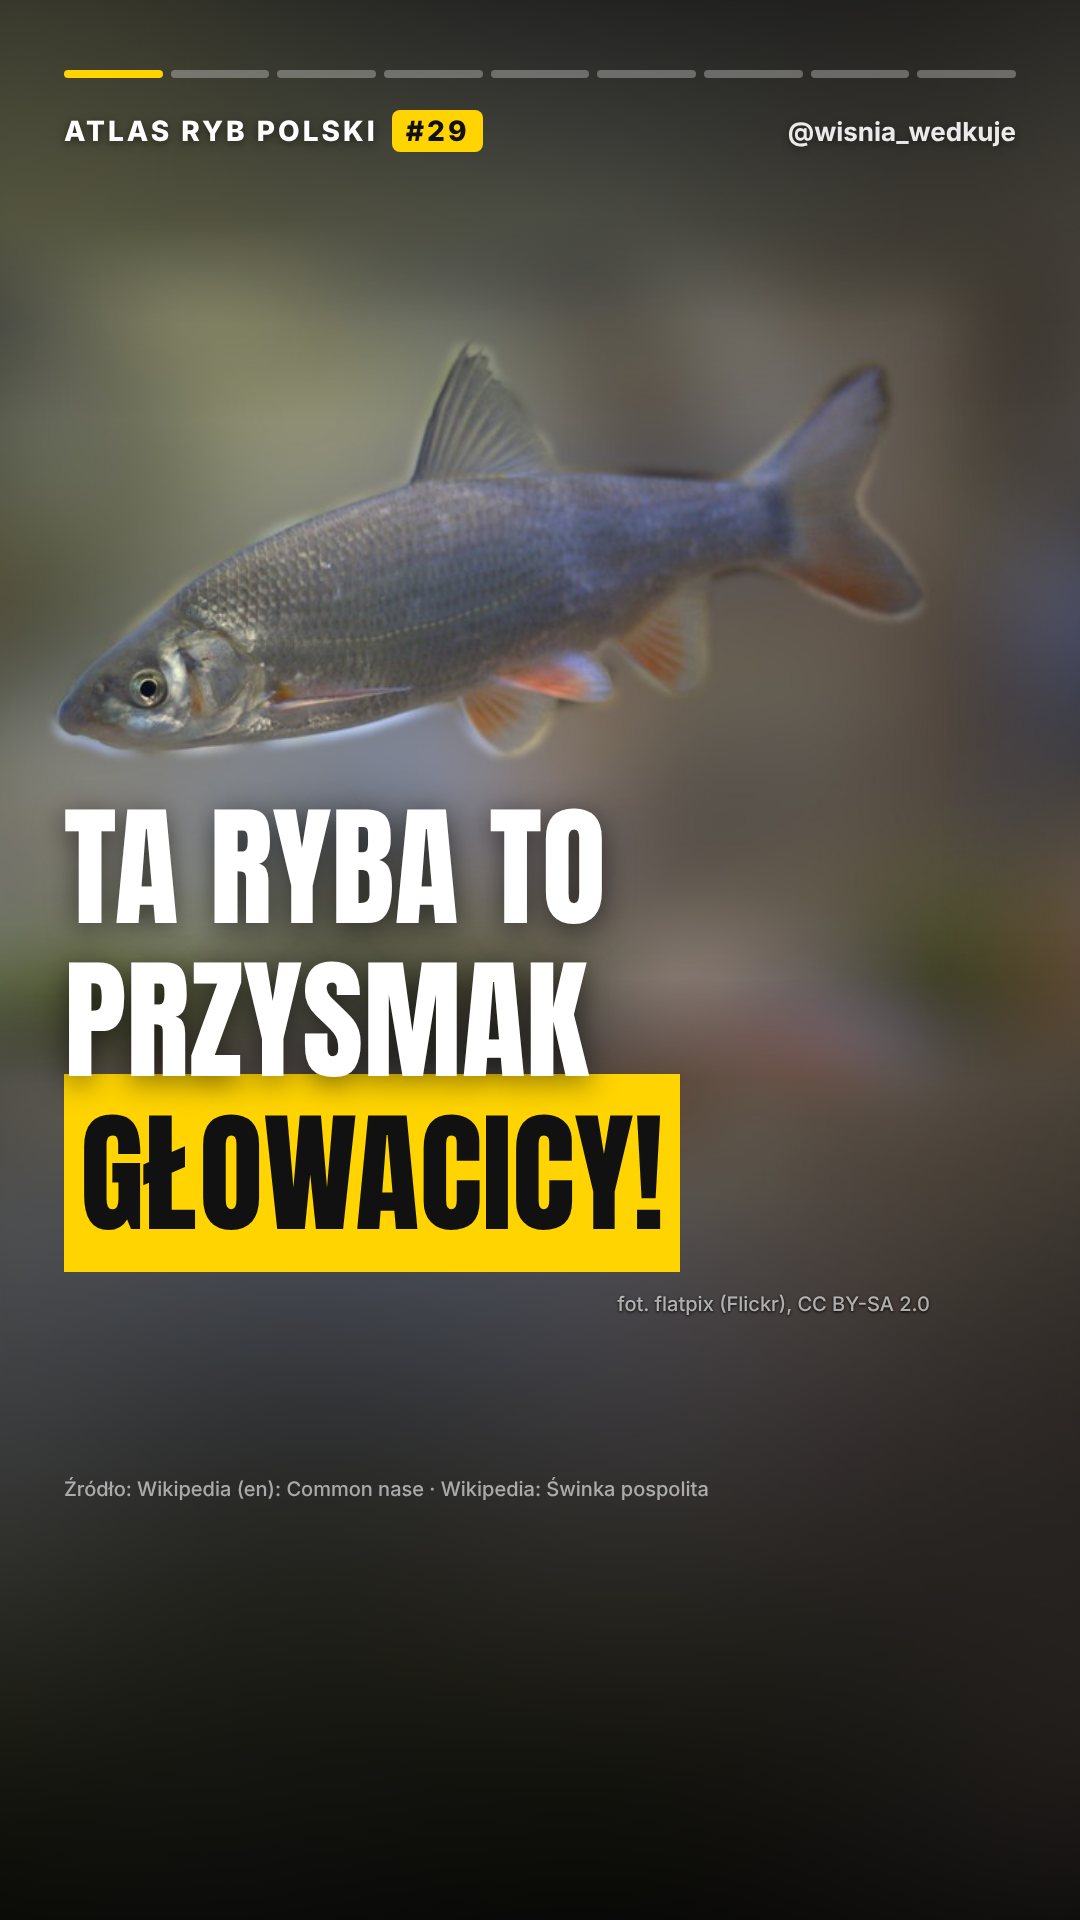 ATLAS RYB POLSKI #29
@wisnia_wedkuje
TA RYBA TO
PRZYSMAK
GŁOWACICY!
fot. flatpix (Flickr), CC BY-SA 2.0
Źródło: Wikipedia (en): Common nase · Wikipedia: Świnka pospolita